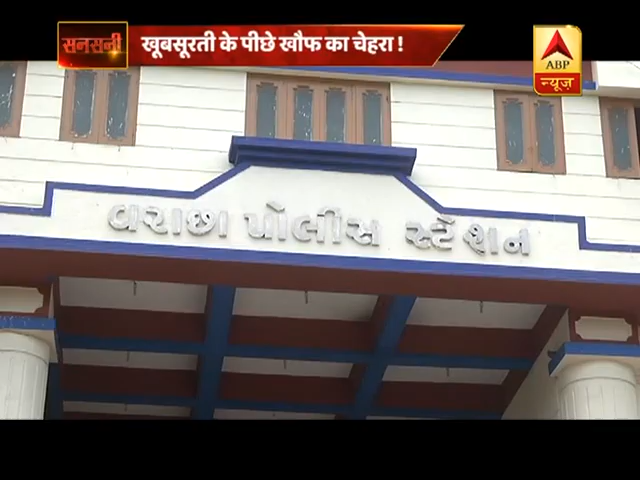 सनसनी
खूबसूरती के पीछे खौफ का चेहरा !
ABP
न्यूज़
વરાછા પોલીસ સ્ટેશન